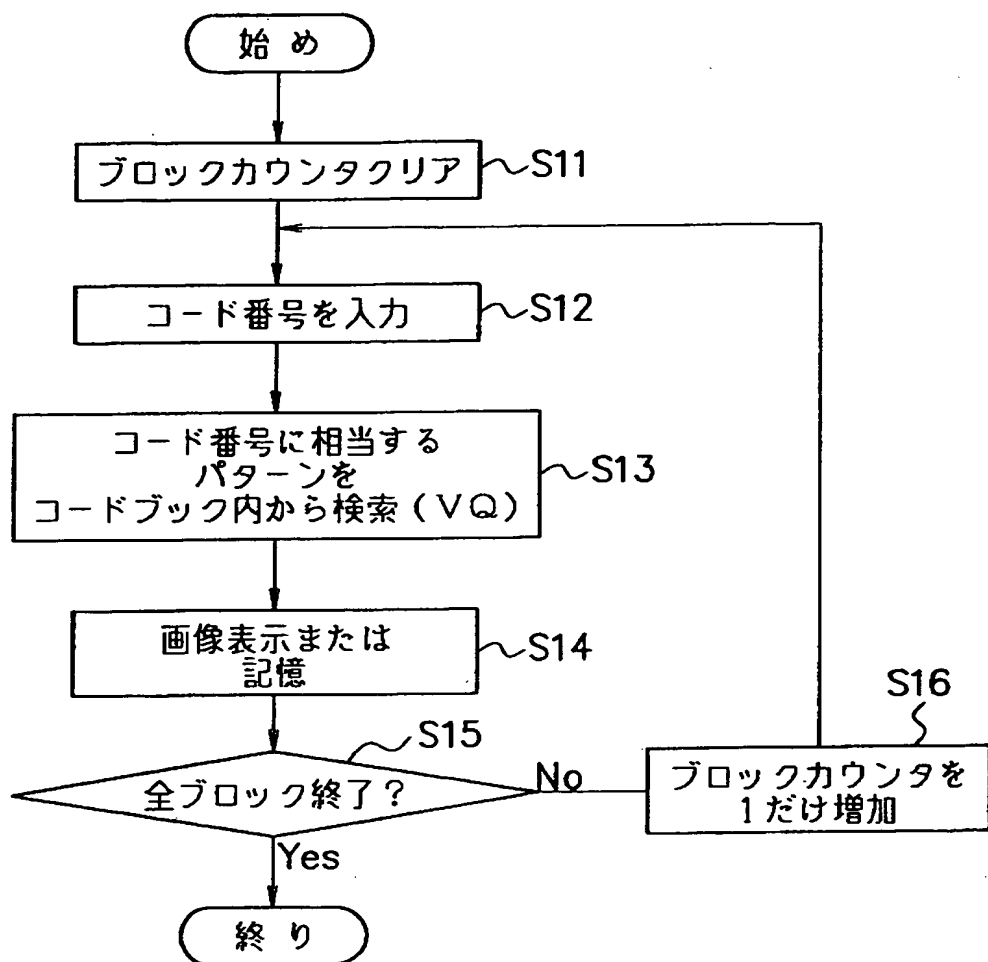 始め
ブロックカウンタクリア
S11
コード番号を入力
S12
コード番号に相当する
パターンを
コードブック内から検索(VQ)
S13
画像表示または
記憶
S14
S15
全ブロック終了?
No
S16
ブロックカウンタを
1だけ増加
Yes
終り